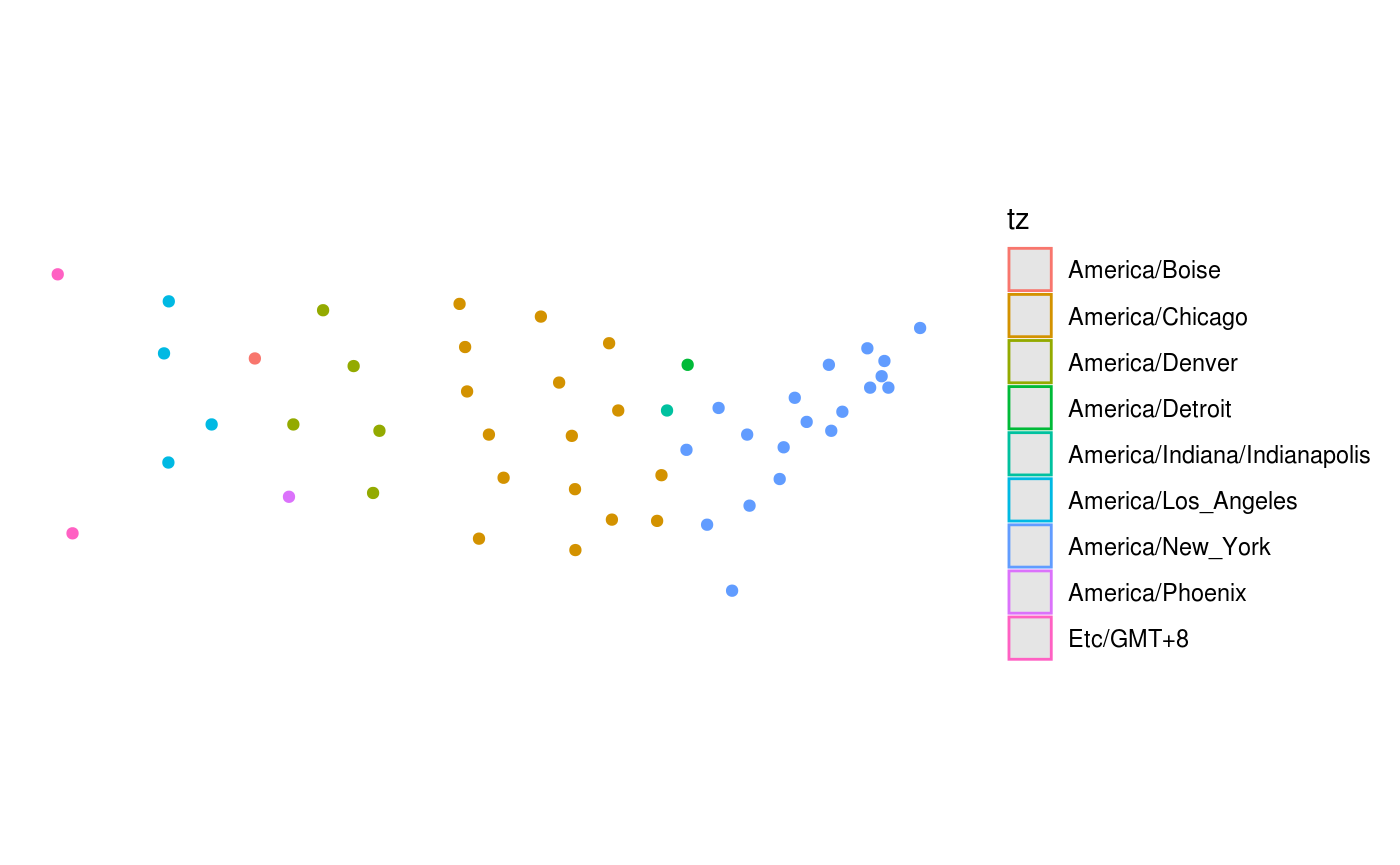 tz
America/Boise
America/Chicago
America/Denver
America/Detroit
America/Indiana/Indianapolis
America/Los_Angeles
America/New_York
America/Phoenix
Etc/GMT+8